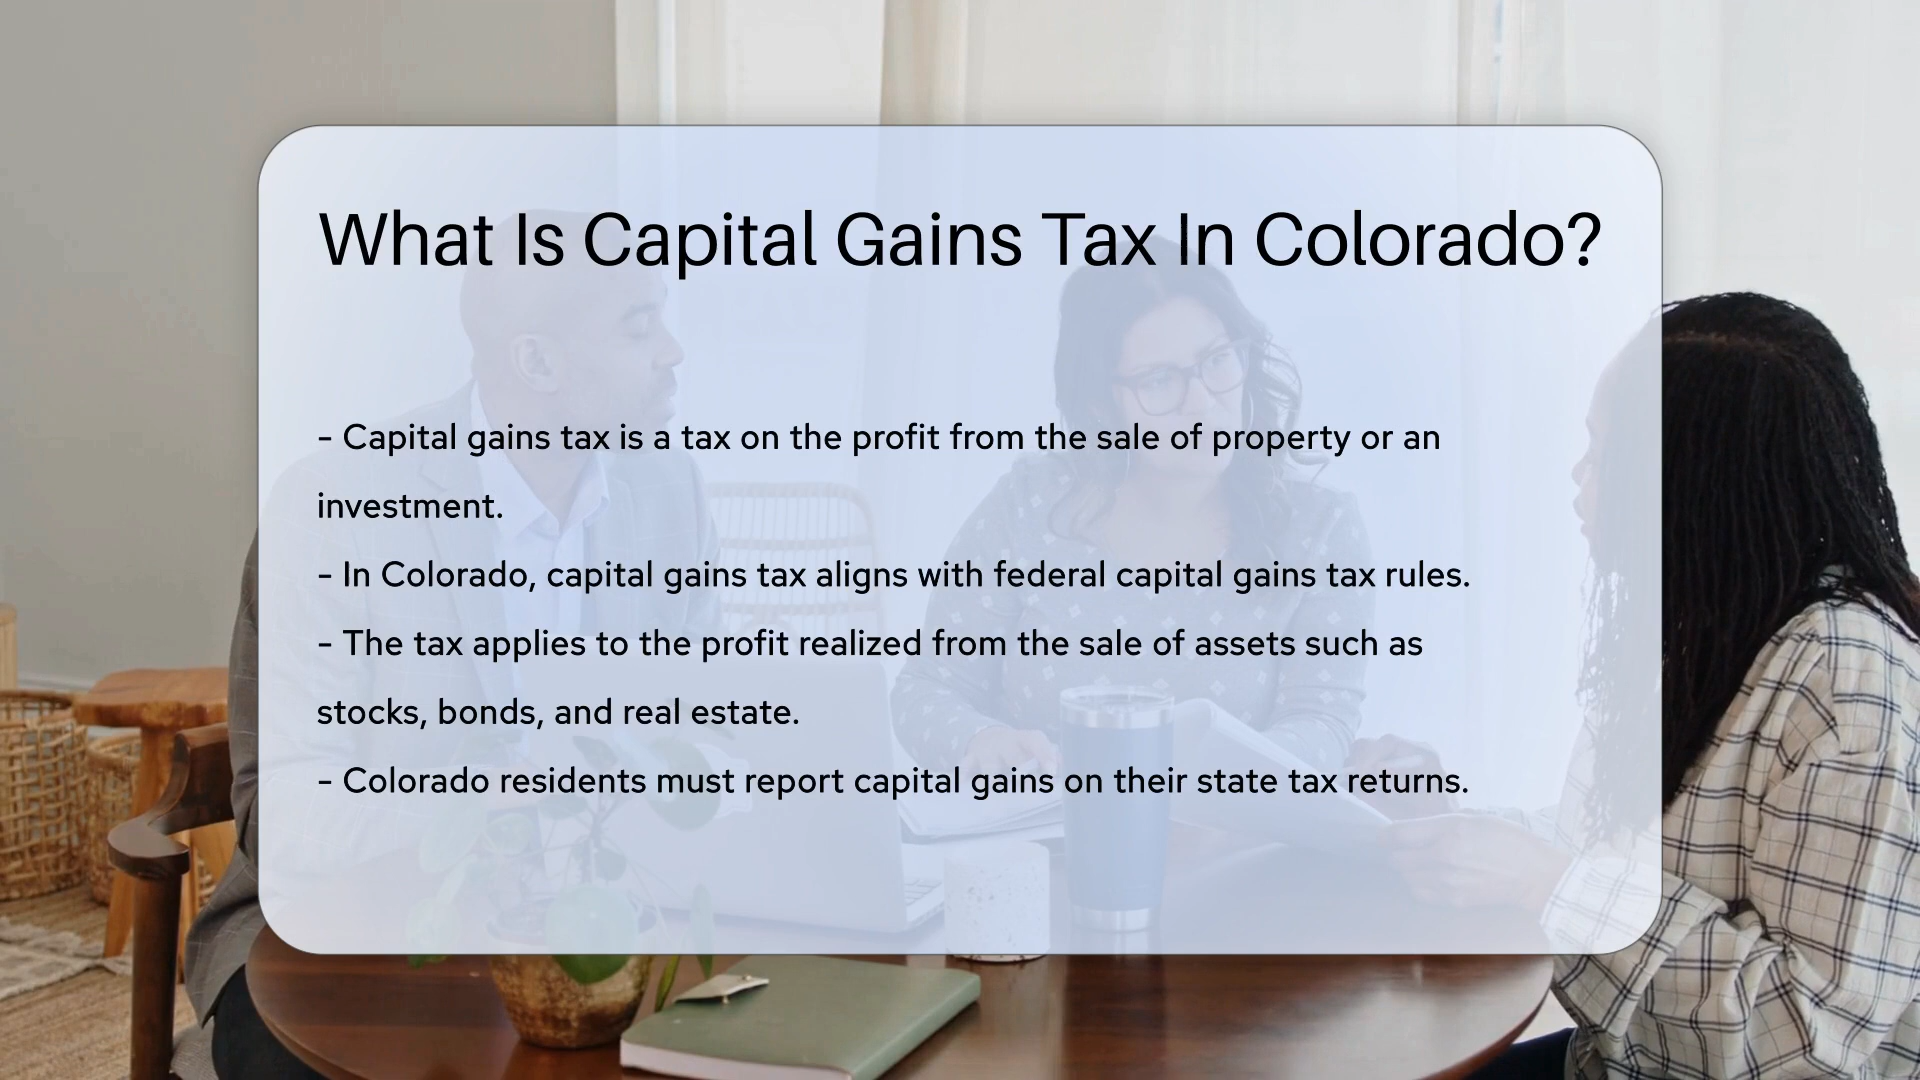 What Is Capital Gains Tax In Colorado?
- Capital gains tax is a tax on the profit from the sale of property or an
investment.
- In Colorado, capital gains tax aligns with federal capital gains tax rules.
- The tax applies to the profit realized from the sale of assets such as
stocks, bonds, and real estate.
- Colorado residents must report capital gains on their state tax returns.